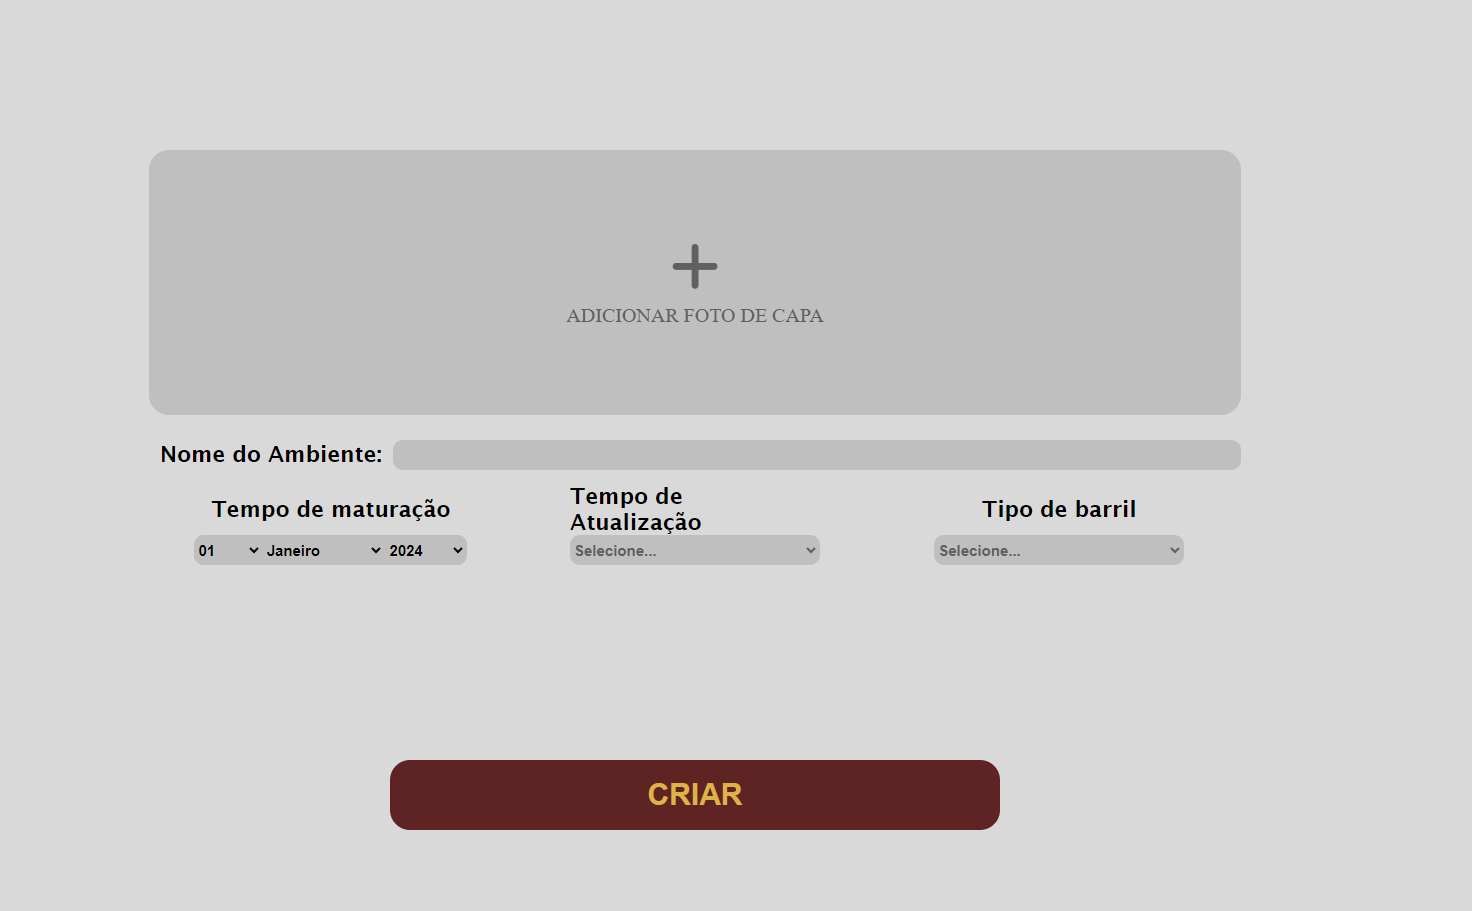 ADICIONAR FOTO DE CAPA
Nome do Ambiente:
Tempo de maturação
01 Janeiro 2024
Tempo de
Atualização
Selecione...
Tipo de barril
Selecione...
CRIAR